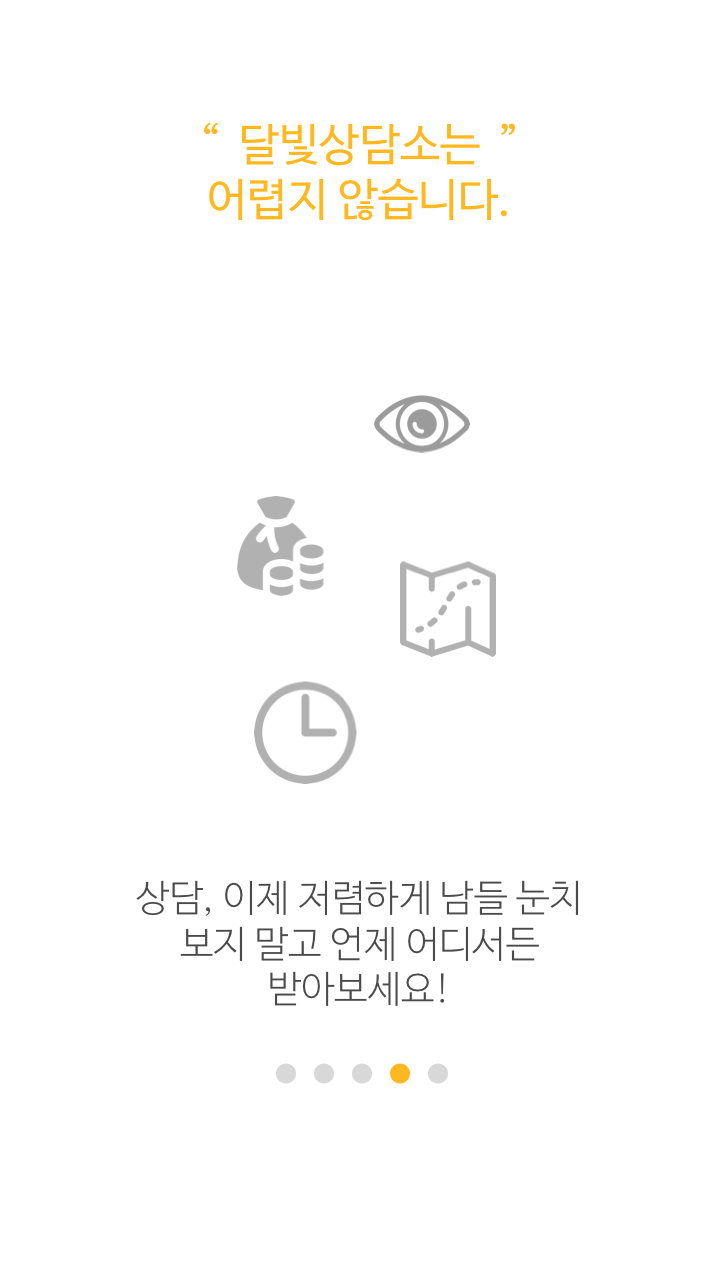 “ 달빛상담소는 ”
어렵지 않습니다.
상담, 이제 저렴하게 남들 눈치
보지 말고 언제 어디서든
받아보세요!